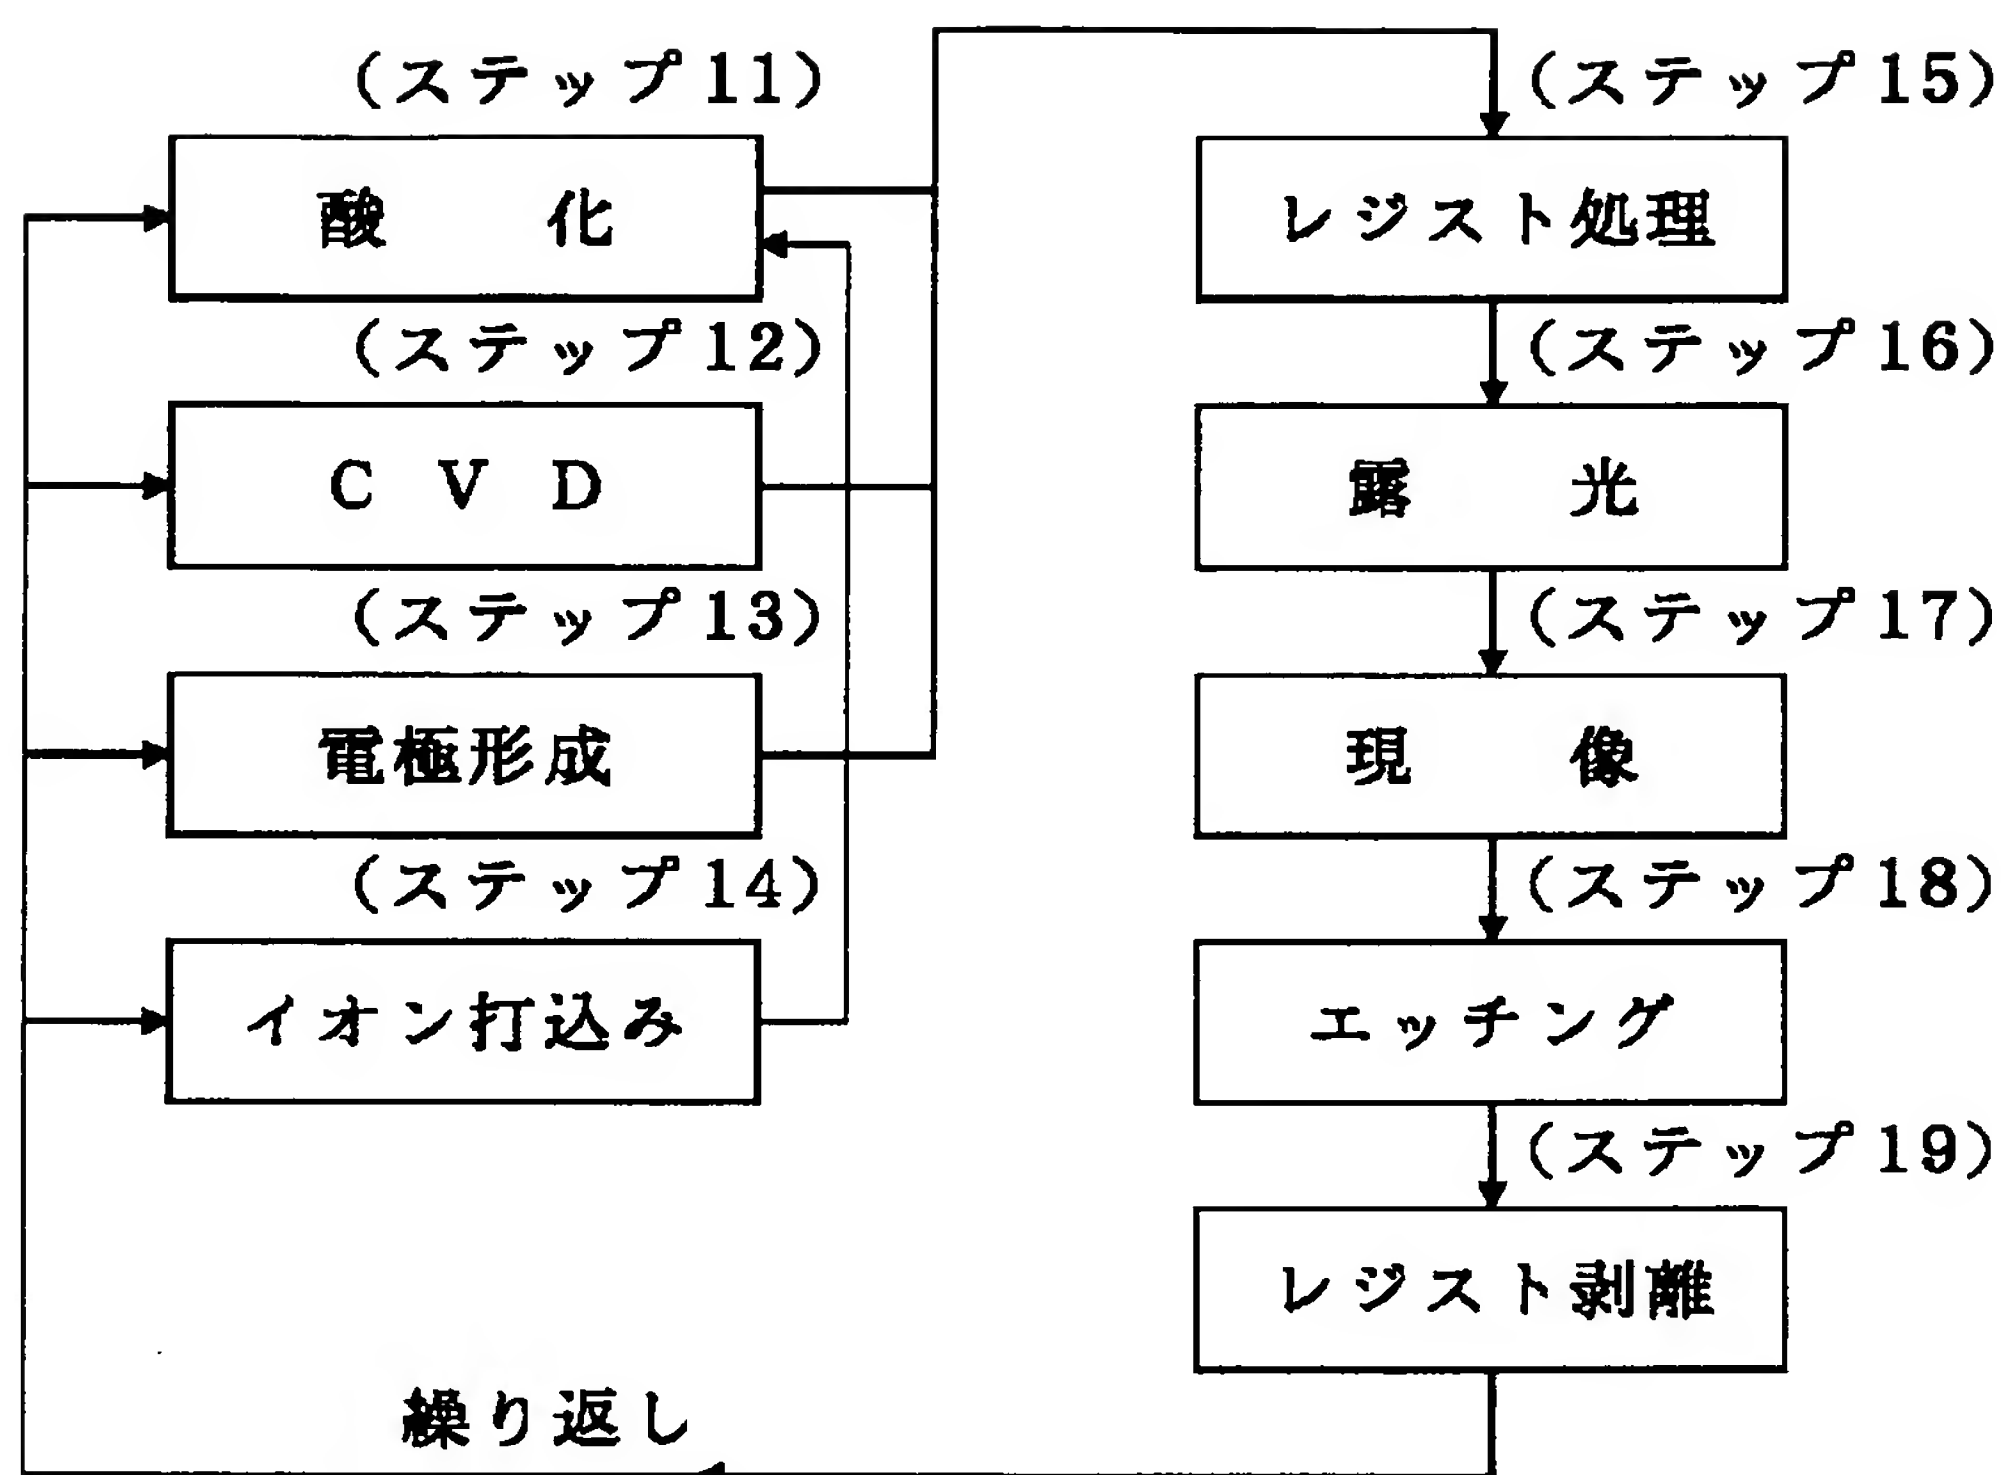 (ステップ11)
酸化
(ステップ12)
CVD
(ステップ13)
電極形成
(ステップ14)
イオン打込み
(ステップ15)
レジスト処理
(ステップ16)
露光
(ステップ17)
現像
(ステップ18)
エッチング
(ステップ19)
レジスト剥離
繰り返し